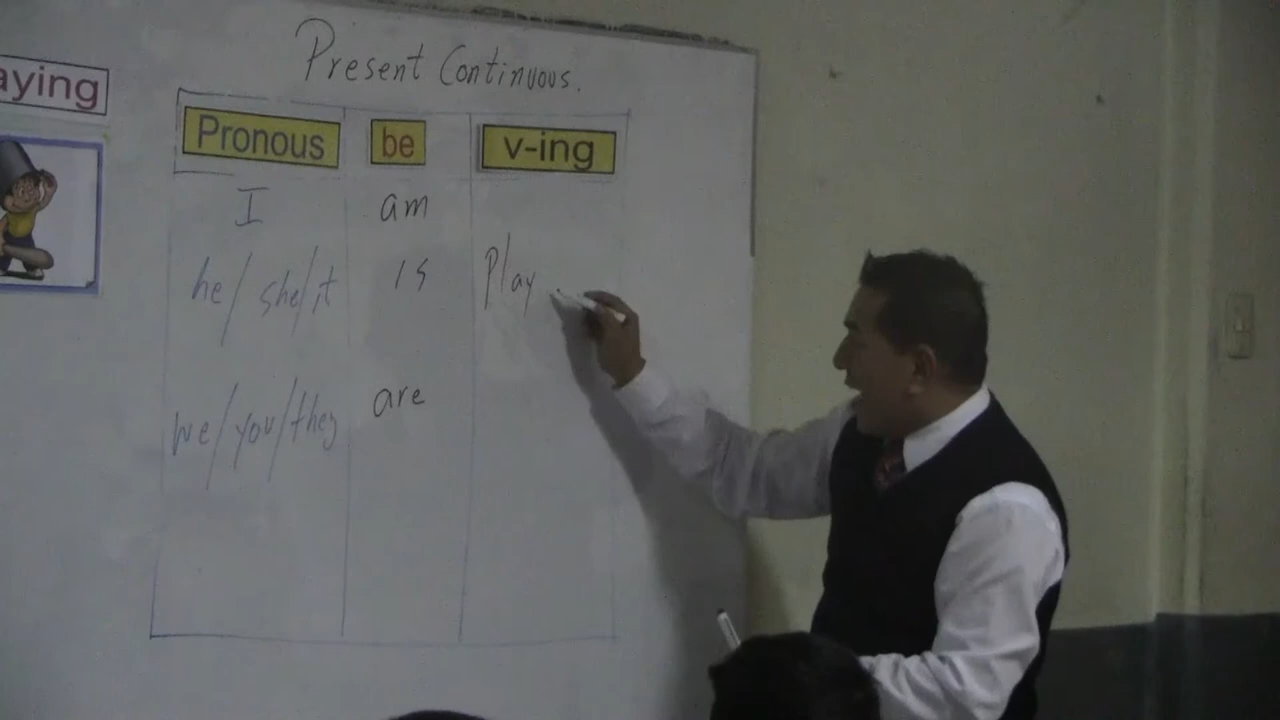 Present Continuous.
aying
Pronous be v-ing
I am
he/ she/it is Play
we/you/they are